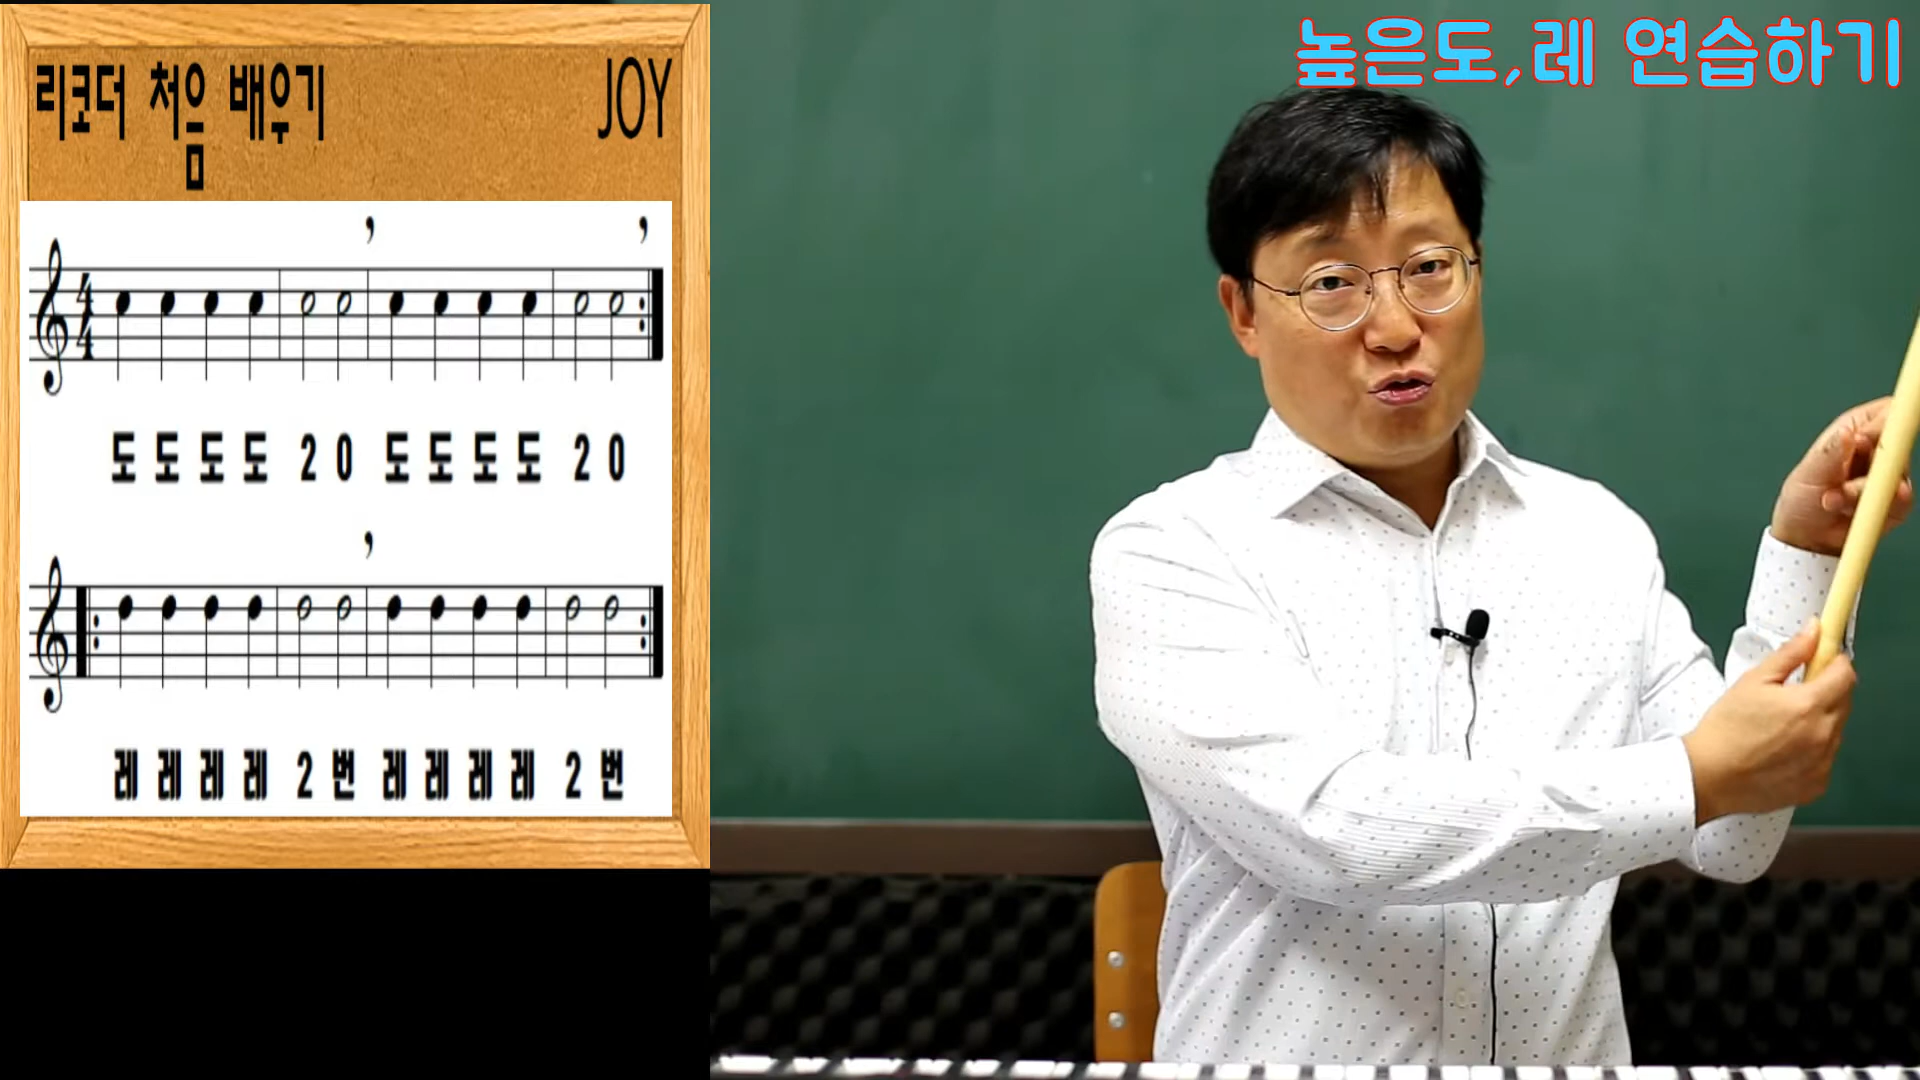 높은도,레 연습하기
리코더 처음 배우기 JOY
4
4
도 도 도 도 2 0 도 도 도 도 2 0
레 레 레 레 2 번 레 레 레 레 2 번